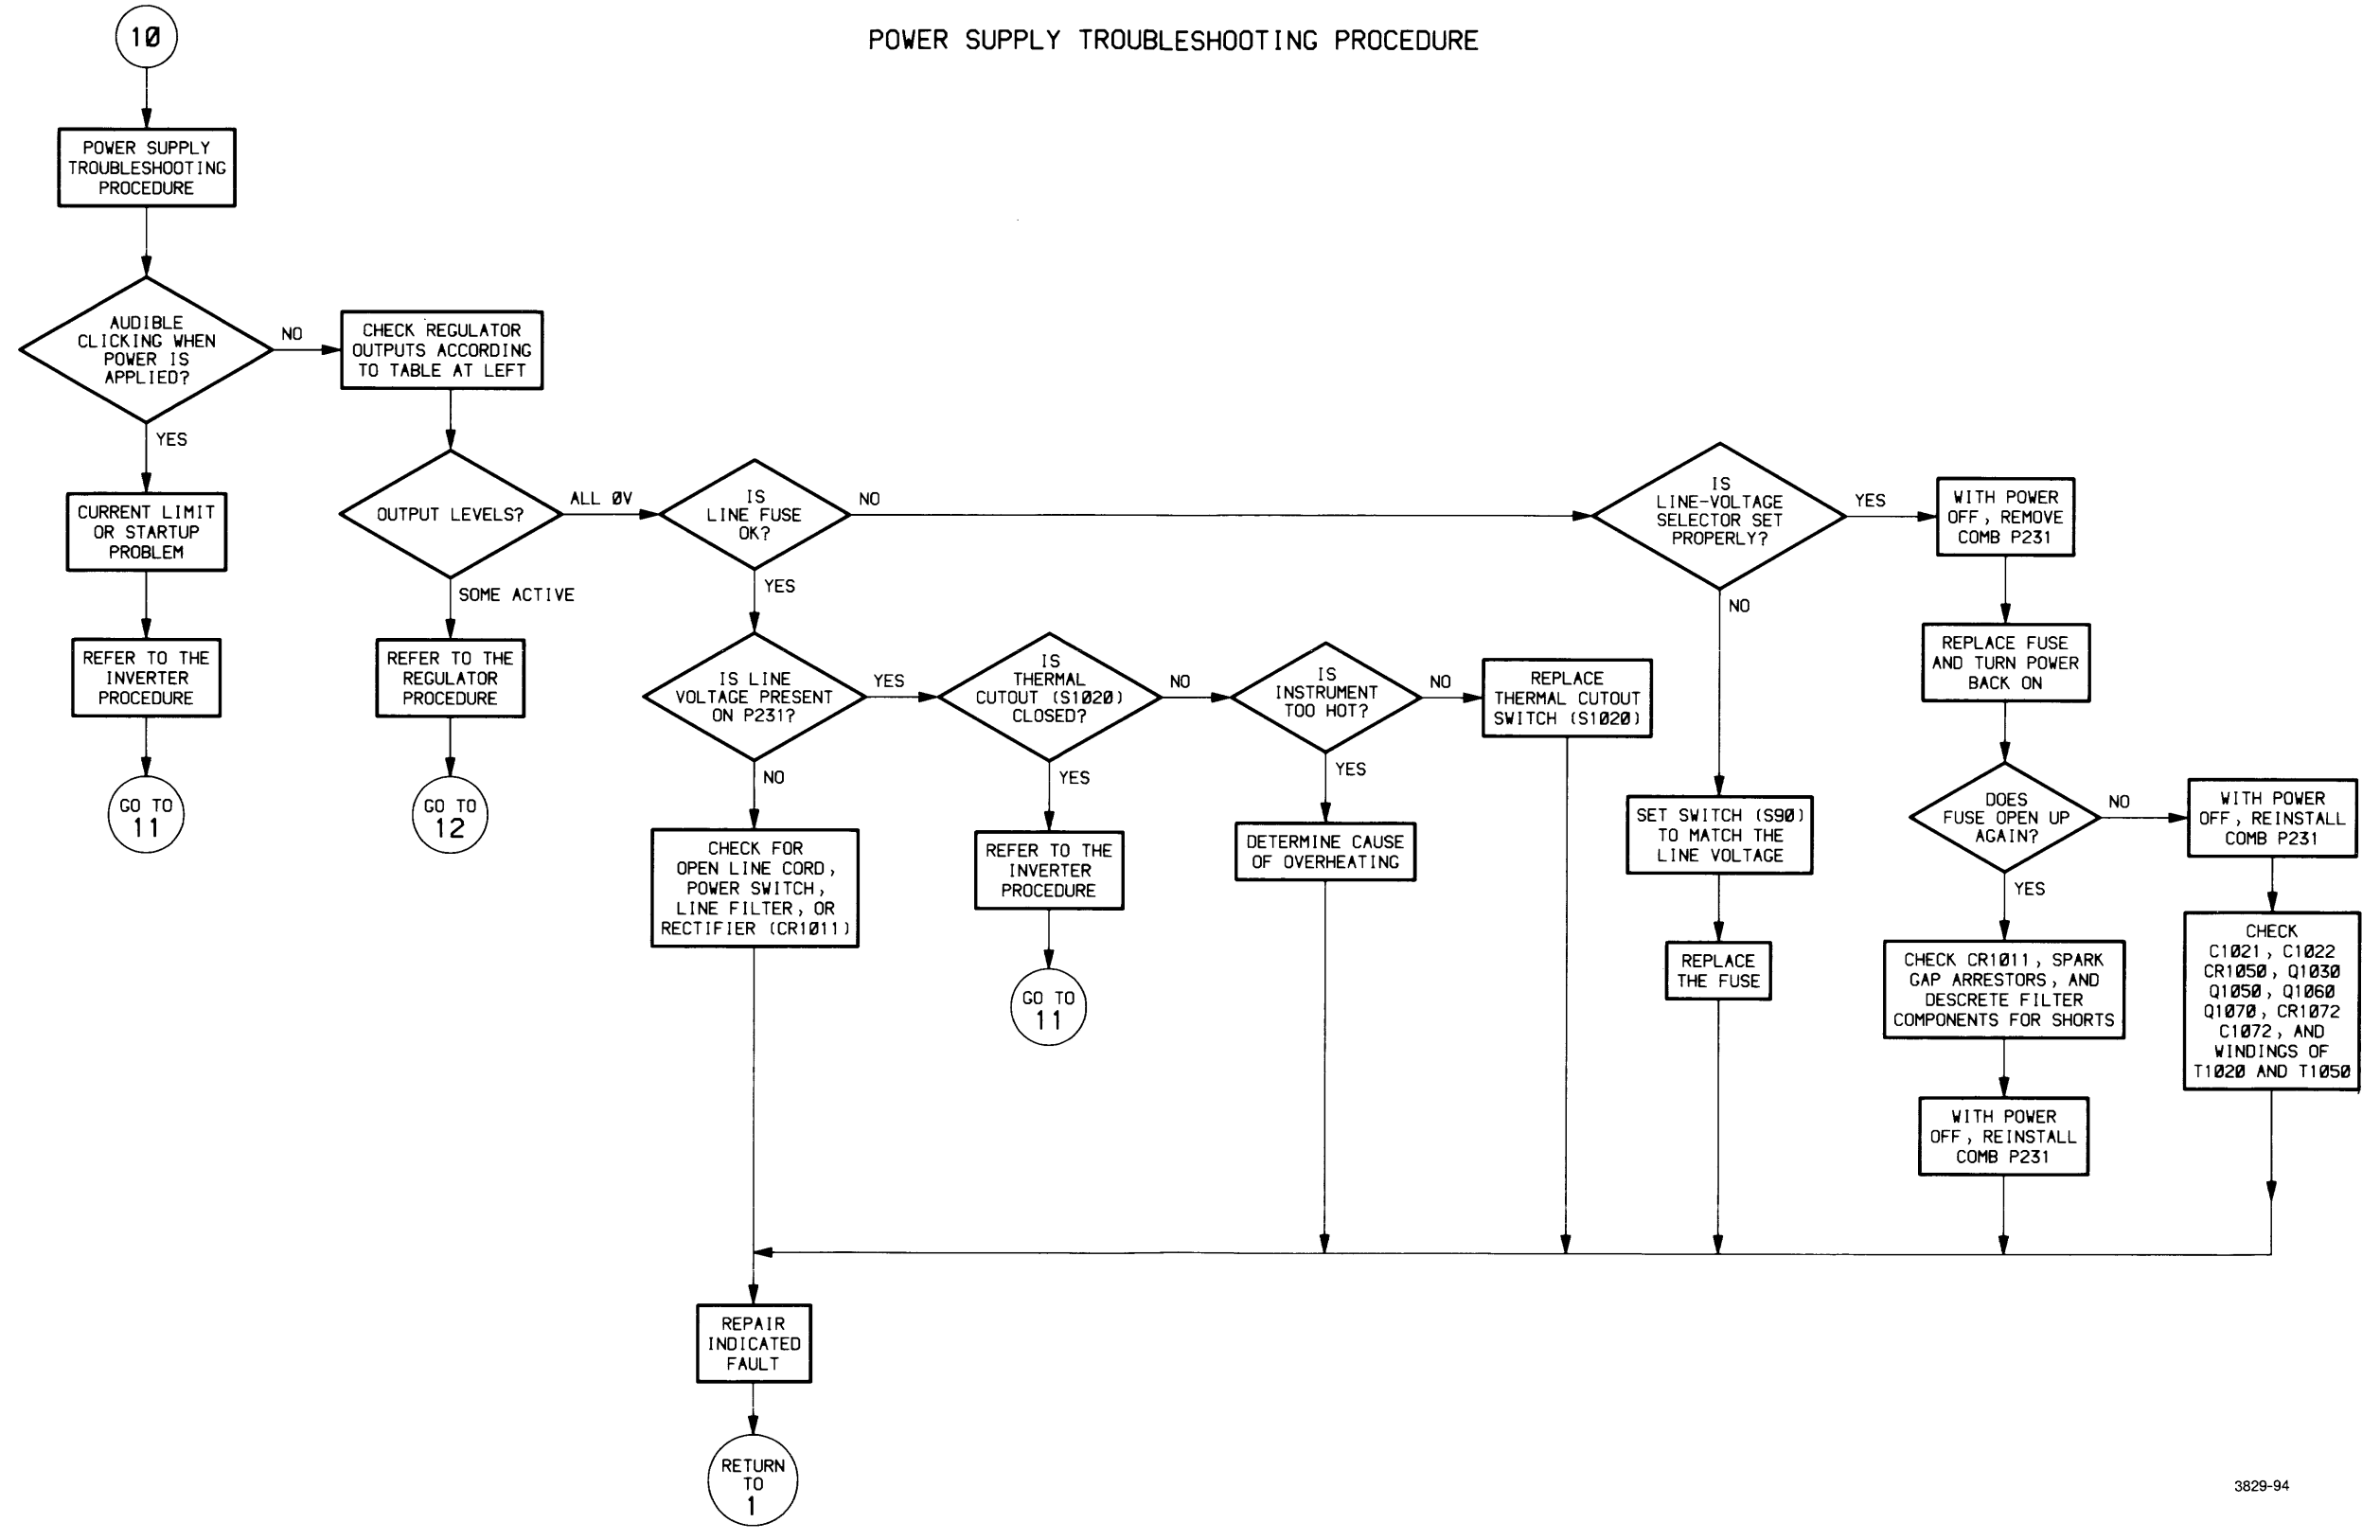 POWER SUPPLY TROUBLESHOOTING PROCEDURE
10
POWER SUPPLY
TROUBLESHOOTING
PROCEDURE
AUDIBLE
CLICKING WHEN
POWER IS
APPLIED?
NO
YES
CHECK REGULATOR
OUTPUTS ACCORDING
TO TABLE AT LEFT
CURRENT LIMIT
OR STARTUP
PROBLEM
REFER TO THE
INVERTER
PROCEDURE
GO TO
11
OUTPUT LEVELS?
ALL 0V
SOME ACTIVE
REFER TO THE
REGULATOR
PROCEDURE
GO TO
12
IS
LINE FUSE
OK?
NO
YES
IS LINE
VOLTAGE PRESENT
ON P231?
YES
NO
CHECK FOR
OPEN LINE CORD,
POWER SWITCH,
LINE FILTER, OR
RECTIFIER (CR1011)
IS
THERMAL
CUTOUT (S1020)
CLOSED?
NO
YES
REFER TO THE
INVERTER
PROCEDURE
GO TO
11
IS
INSTRUMENT
TOO HOT?
NO
YES
DETERMINE CAUSE
OF OVERHEATING
REPLACE
THERMAL CUTOUT
SWITCH (S1020)
IS
LINE-VOLTAGE
SELECTOR SET
PROPERLY?
YES
NO
SET SWITCH (S90)
TO MATCH THE
LINE VOLTAGE
REPLACE
THE FUSE
WITH POWER
OFF, REMOVE
COMB P231
REPLACE FUSE
AND TURN POWER
BACK ON
DOES
FUSE OPEN UP
AGAIN?
NO
YES
CHECK CR1011, SPARK
GAP ARRESTORS, AND
DESCRETE FILTER
COMPONENTS FOR SHORTS
WITH POWER
OFF, REINSTALL
COMB P231
WITH POWER
OFF, REINSTALL
COMB P231
CHECK
C1021, C1022
CR1050, Q1030
Q1050, Q1060
Q1070, CR1072
C1072, AND
WINDINGS OF
T1020 AND T1050
REPAIR
INDICATED
FAULT
RETURN
TO
1
3829-94